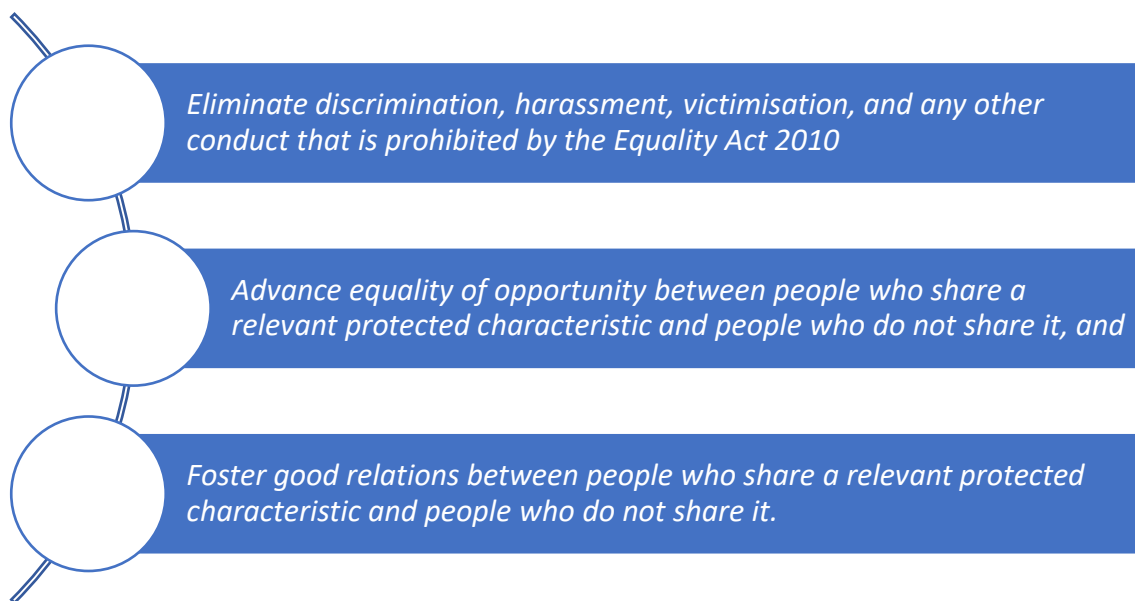 Eliminate discrimination, harassment, victimisation, and any other
conduct that is prohibited by the Equality Act 2010
Advance equality of opportunity between people who share a
relevant protected characteristic and people who do not share it, and
Foster good relations between people who share a relevant protected
characteristic and people who do not share it.